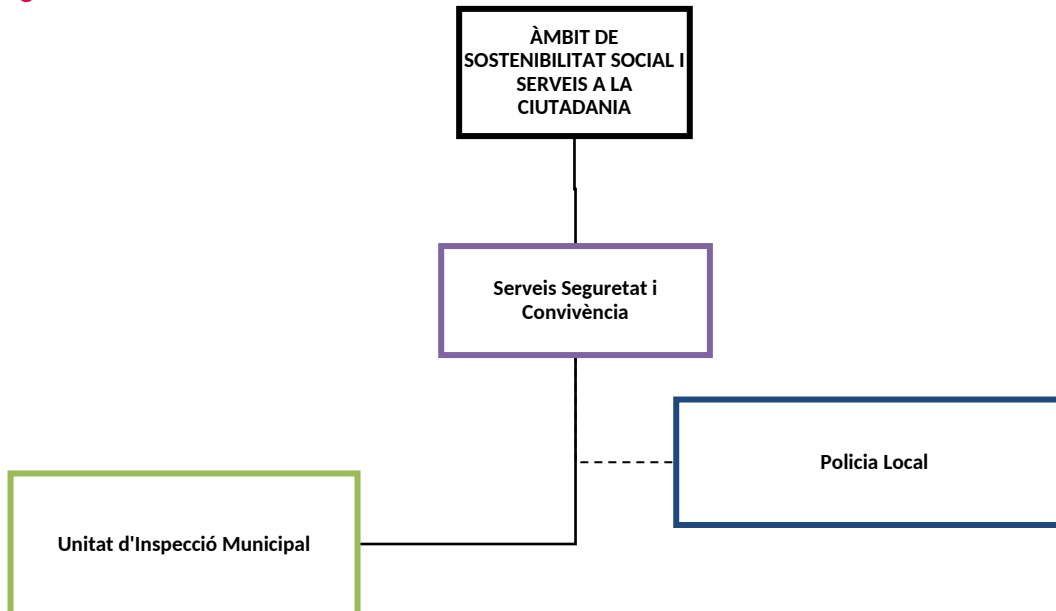 ÀMBIT DE
SOSTENIBILITAT SOCIAL I
SERVEIS A LA
CIUTADANIA
Serveis Seguretat i
Convivència
Policia Local
Unitat d'Inspecció Municipal